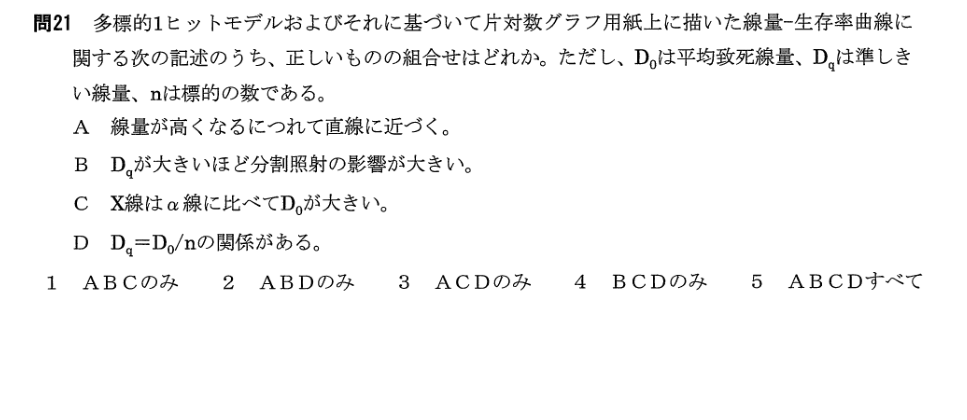 問21 多標的1ヒットモデルおよびそれに基づいて片対数グラフ用紙上に描いた線量−生存率曲線に
関する次の記述のうち、正しいものの組合せはどれか。ただし、D₀は平均致死線量、Dqは準しき
い線量、nは標的の数である。
A 線量が高くなるにつれて直線に近づく。
B Dqが大きいほど分割照射の影響が大きい。
C X線はα線に比べてD₀が大きい。
D Dq＝D₀/nの関係がある。
1 ＡＢＣのみ 2 ＡＢＤのみ 3 ＡＣＤのみ 4 ＢＣＤのみ 5 ＡＢＣＤすべて